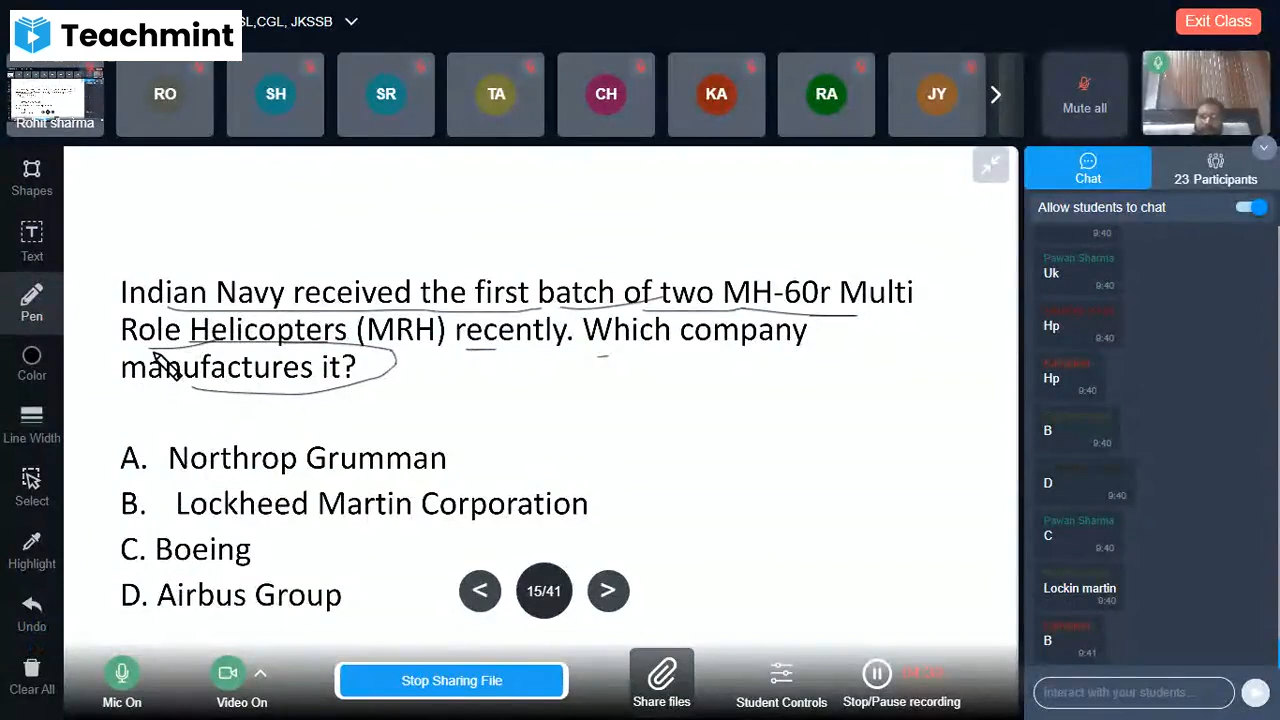 Teachmint
SL,CGL, JKSSB
Exit Class
Rohit sharma
RO
SH
SR
TA
CH
KA
RA
JY
Mute all
Shapes
Text
Pen
Color
Line Width
Select
Highlight
Undo
Clear All
Indian Navy received the first batch of two MH-60r Multi
Role Helicopters (MRH) recently. Which company
manufactures it?
A. Northrop Grumman
B. Lockheed Martin Corporation
C. Boeing
D. Airbus Group
< 15/41 >
Mic On
Video On
Stop Sharing File
Share files
Student Controls
Stop/Pause recording
Chat
23 Participants
Allow students to chat
9:40
Pawan Sharma
Uk
9:40
Hp
9:40
Hp
9:40
B
9:40
D
9:40
Pawan Sharma
C
9:40
Lockin martin
9:40
B
9:41
Interact with your students...